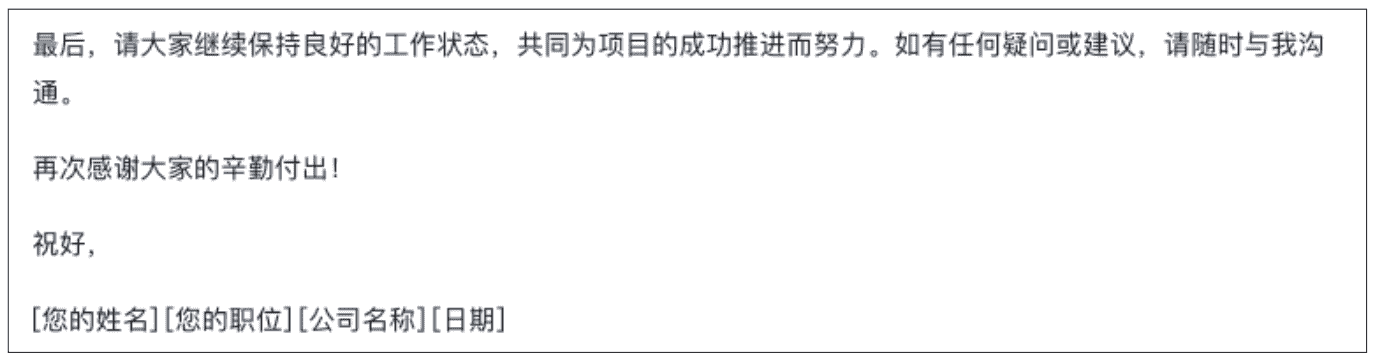 最后，请大家继续保持良好的工作状态，共同为项目的成功推进而努力。如有任何疑问或建议，请随时与我沟
通。
再次感谢大家的辛勤付出！
祝好，
[您的姓名][您的职位][公司名称][日期]